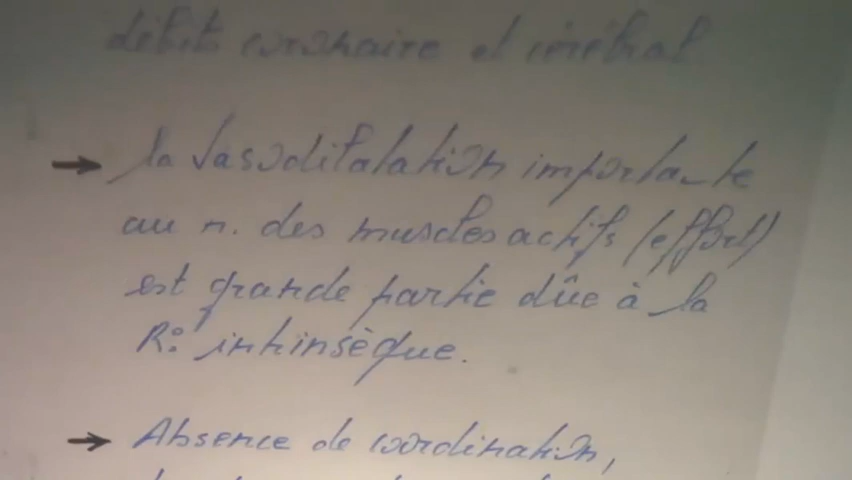 débit coronaire et cérébral
→ la vasodilatation importante
au n. des muscles actifs (effort)
est grande partie dûe à la
R° intrinsèque.
→ Absence de coordination,